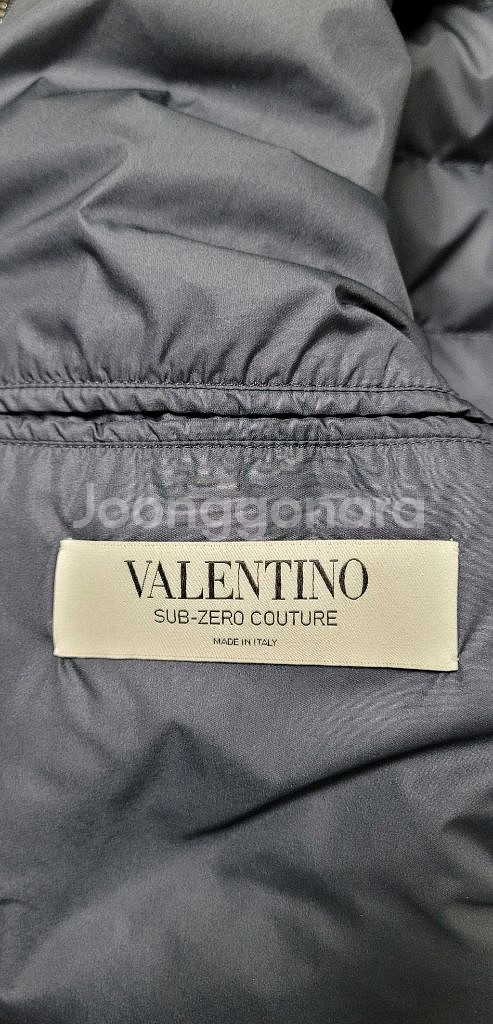 Joonggonara
VALENTINO
SUB-ZERO COUTURE
MADE IN ITALY